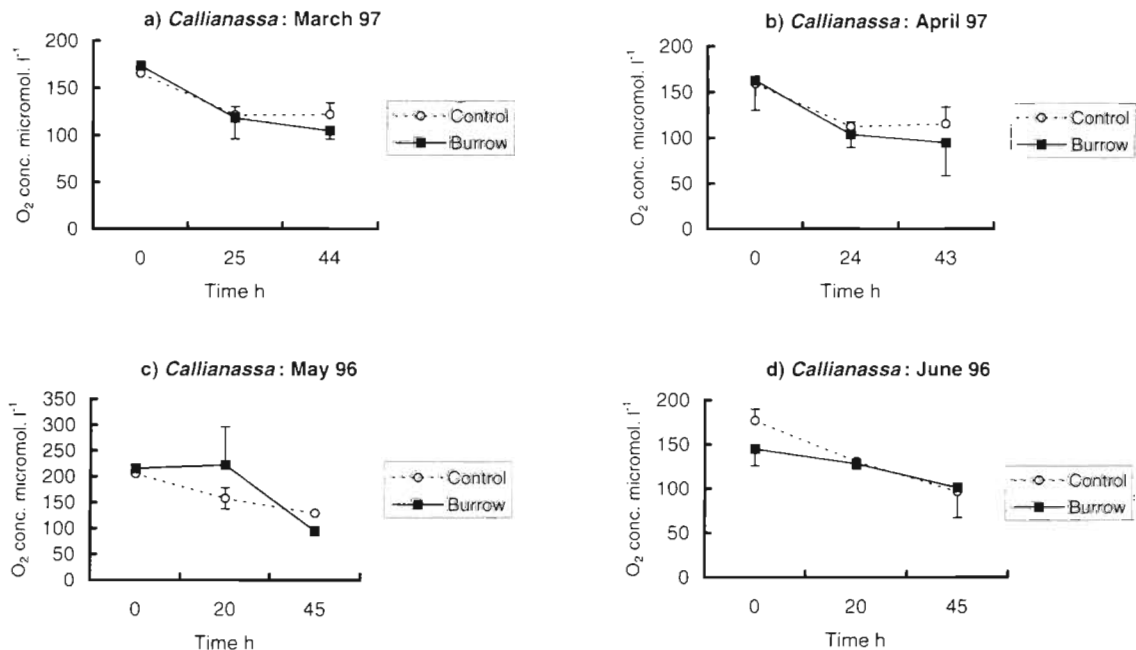 a) Callianassa: March 97
O₂ conc. micromol. l⁻¹
200
150
100
50
0
0 25 44
Time h
Control
Burrow
b) Callianassa: April 97
O₂ conc. micromol. l⁻¹
200
150
100
50
0
0 24 43
Time h
Control
Burrow
c) Callianassa: May 96
O₂ conc. micromol. l⁻¹
350
300
250
200
150
100
50
0
0 20 45
Time h
Control
Burrow
d) Callianassa: June 96
O₂ conc. micromol. l⁻¹
200
150
100
50
0
0 20 45
Time h
Control
Burrow